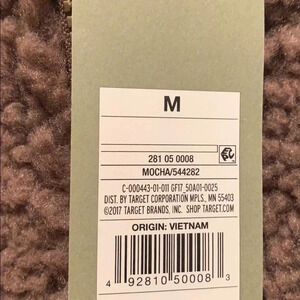 M
281 05 0008
MOCHA/544282
C-000443-01-011 GF17_50A01-0025
DIST. BY TARGET CORPORATION MPLS., MN 55403
©2017 TARGET BRANDS, INC. SHOP TARGET.COM
ORIGIN: VIETNAM
4 92810 50008 3